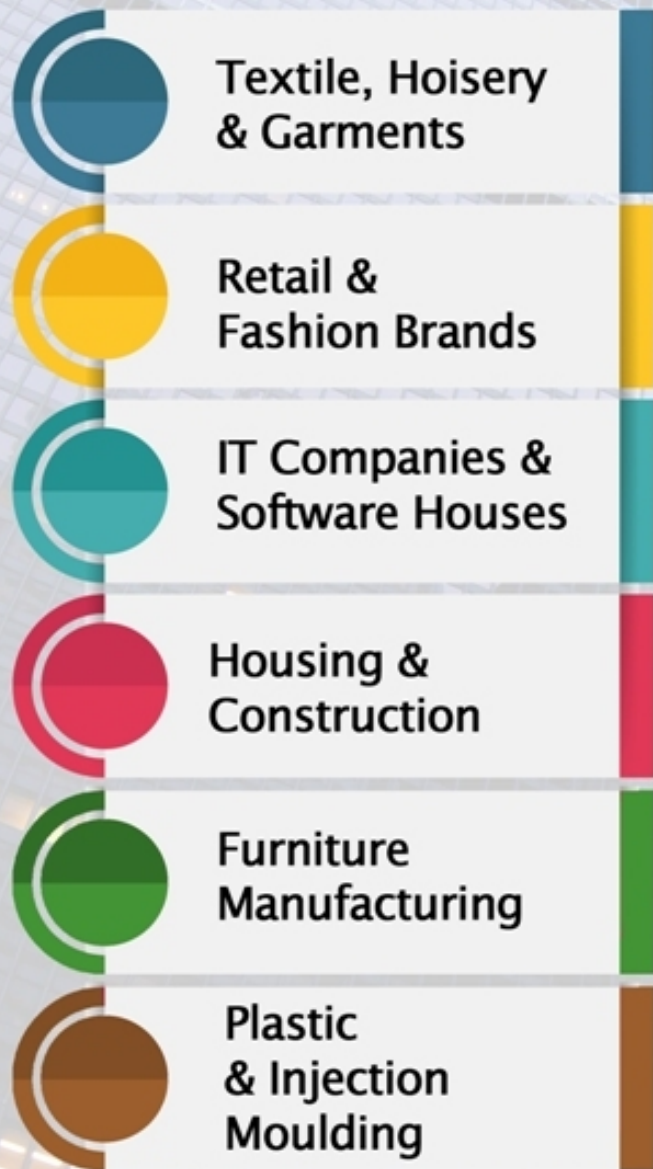 Textile, Hoisery
& Garments
Retail &
Fashion Brands
IT Companies &
Software Houses
Housing &
Construction
Furniture
Manufacturing
Plastic
& Injection
Moulding